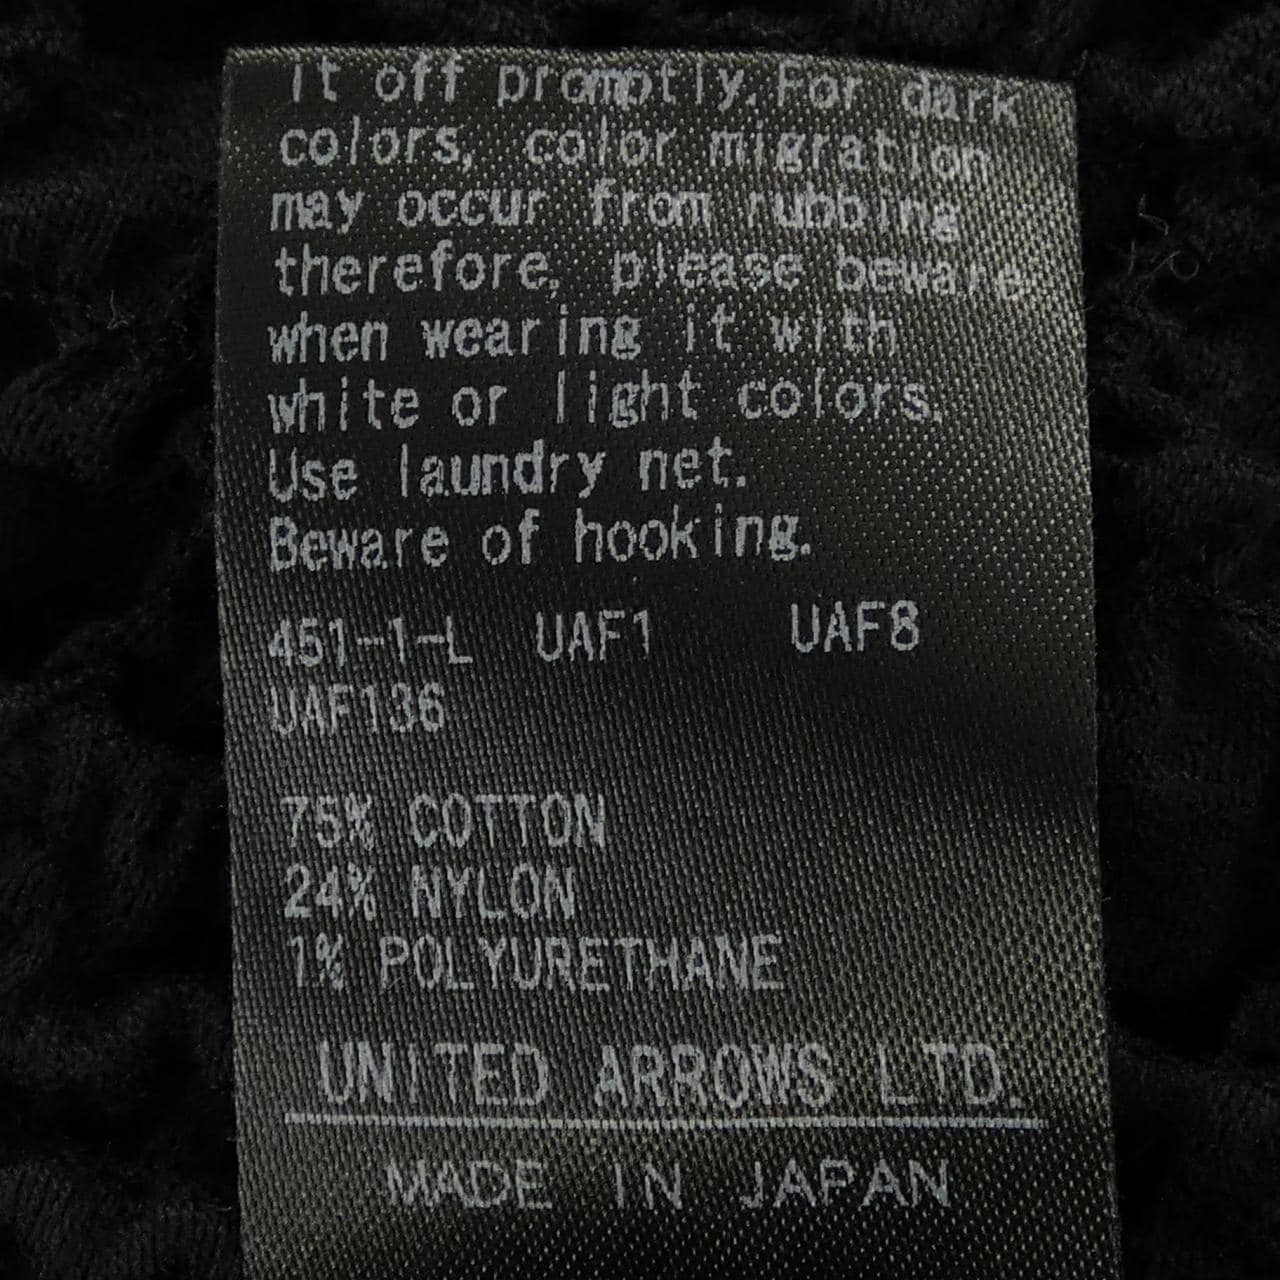 it off promptly. For dark
colors, color migration
may occur from rubbing
therefore, please beware
when wearing it with
white or light colors.
Use laundry net.
Beware of hooking.
451-1-L UAF1 UAF8
UAF136
75% COTTON
24% NYLON
1% POLYURETHANE
UNITED ARROWS LTD.
MADE IN JAPAN